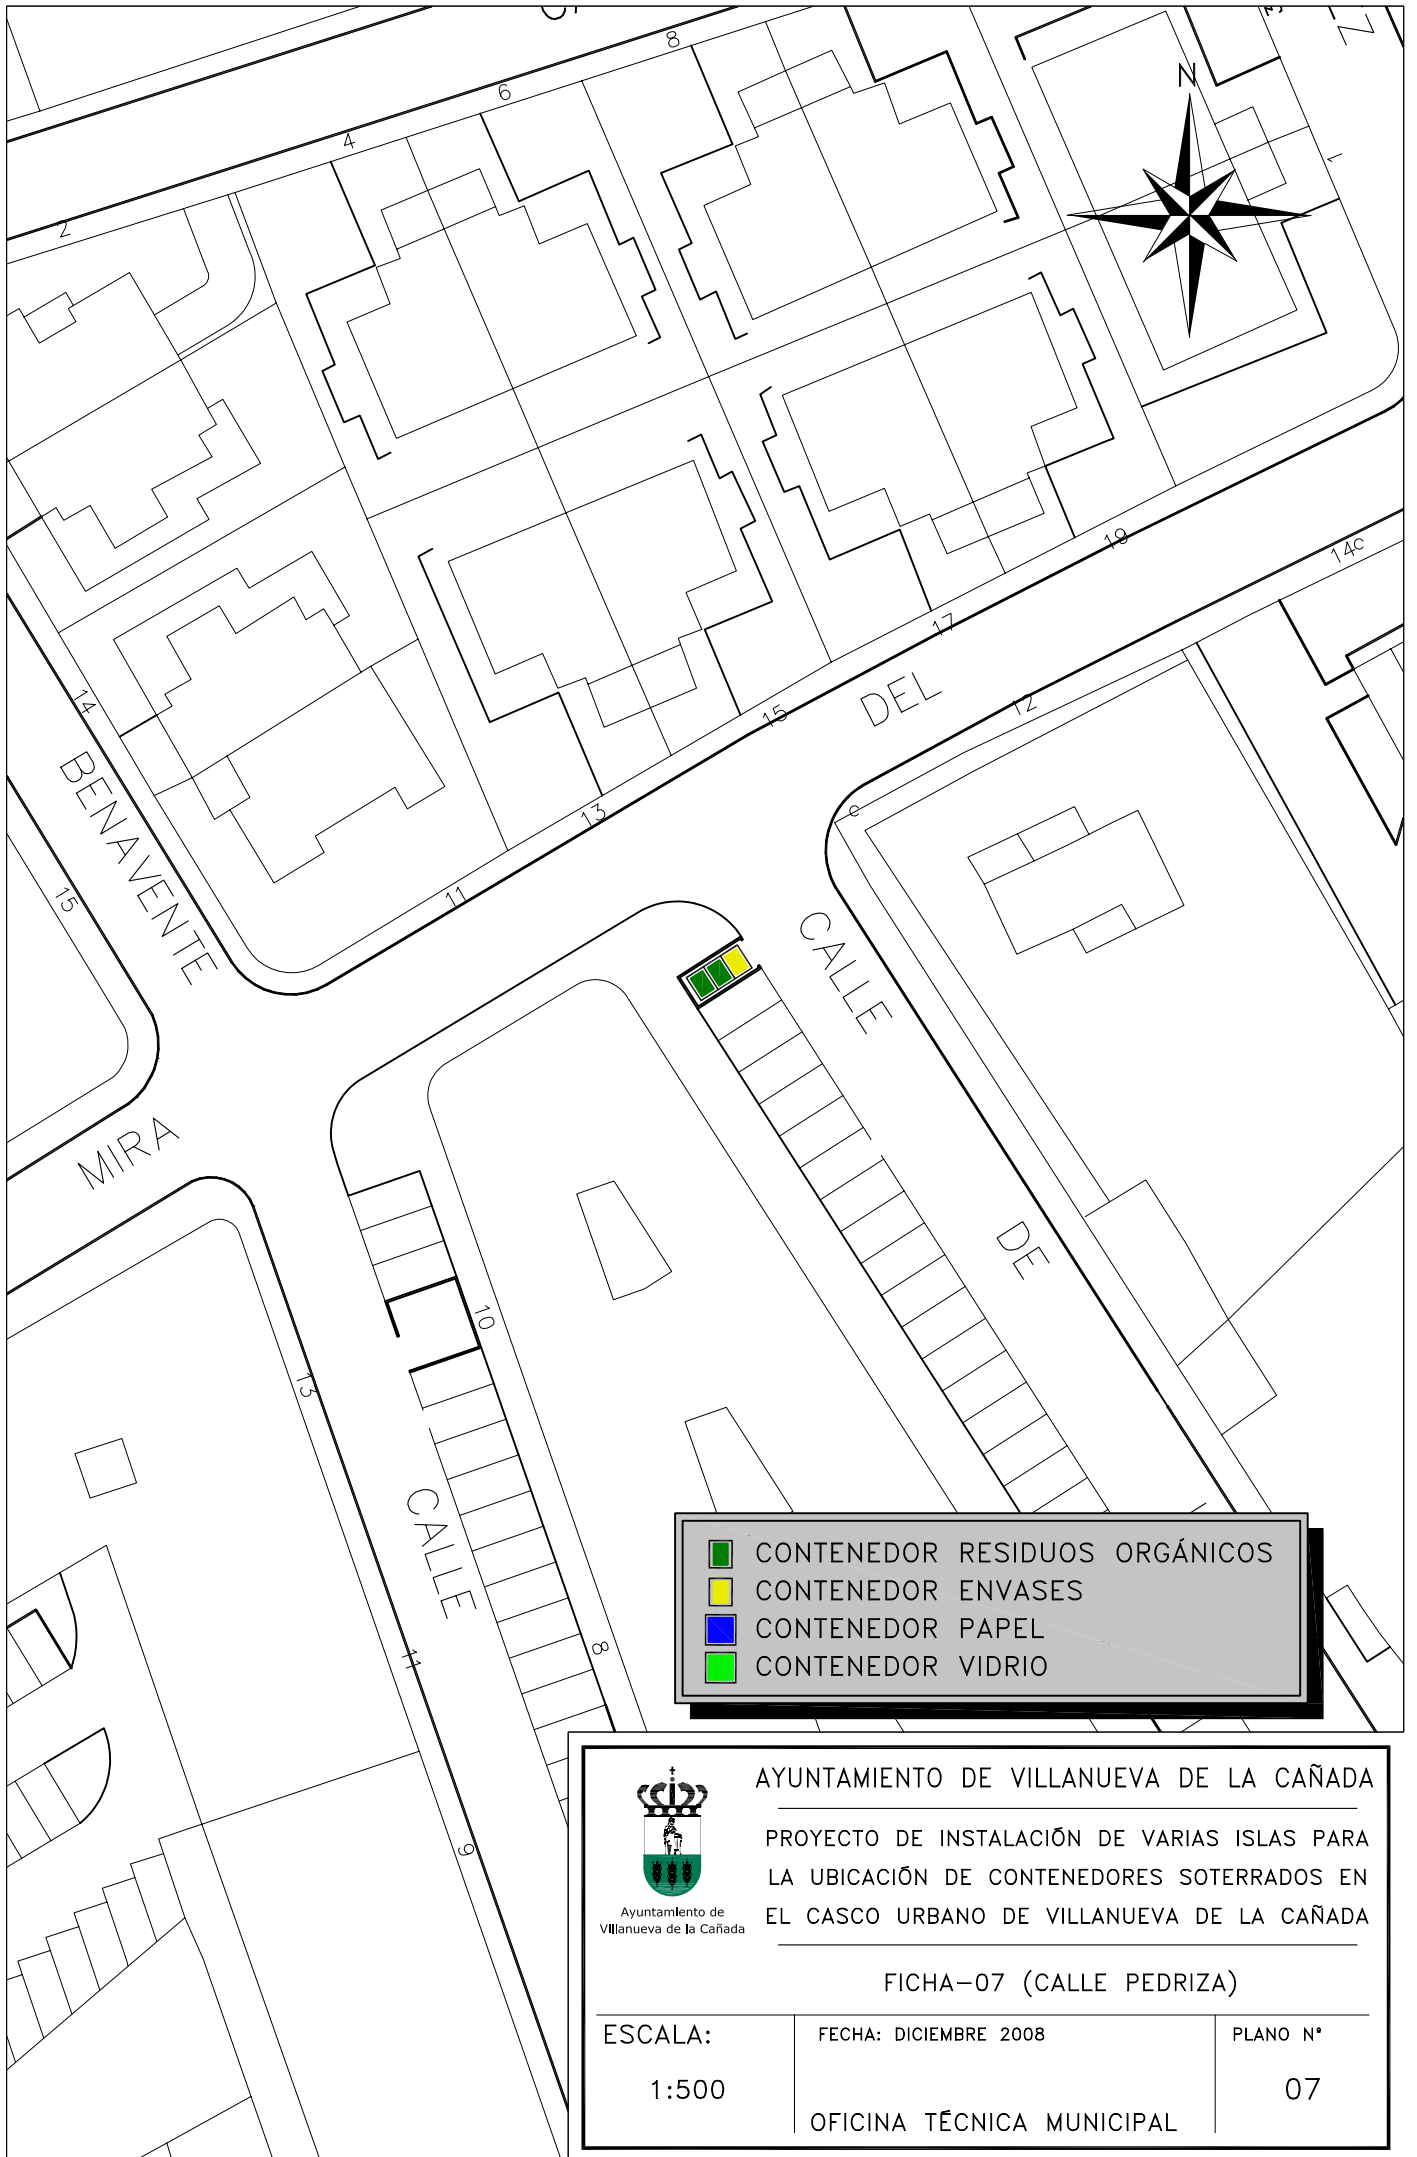 8
6
4
2
N
1
19
14c
17
DEL
15
12
14
BENAVENTE
13
c
15
11
CALLE
MIRA
DE
10
13
CALLE
8
11
9
CONTENEDOR RESIDUOS ORGÁNICOS
CONTENEDOR ENVASES
CONTENEDOR PAPEL
CONTENEDOR VIDRIO
AYUNTAMIENTO DE VILLANUEVA DE LA CAÑADA
PROYECTO DE INSTALACIÓN DE VARIAS ISLAS PARA
LA UBICACIÓN DE CONTENEDORES SOTERRADOS EN
EL CASCO URBANO DE VILLANUEVA DE LA CAÑADA
Ayuntamiento de
Villanueva de la Cañada
FICHA-07 (CALLE PEDRIZA)
ESCALA:
1:500
FECHA: DICIEMBRE 2008
OFICINA TÉCNICA MUNICIPAL
PLANO Nº
07